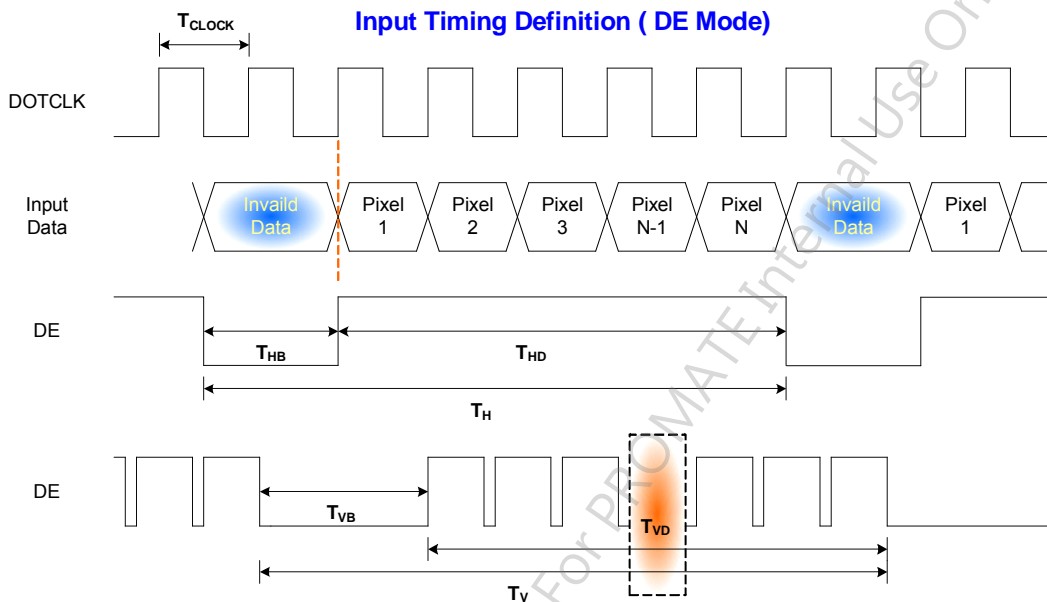 Input Timing Definition ( DE Mode)
TCLOCK
DOTCLK
Input
Data
Invaild
Data
Pixel
1
Pixel
2
Pixel
3
Pixel
N-1
Pixel
N
Invaild
Data
Pixel
1
DE
THB
THD
TH
DE
TVB
TVD
TV
For PROMATE Internal Use On